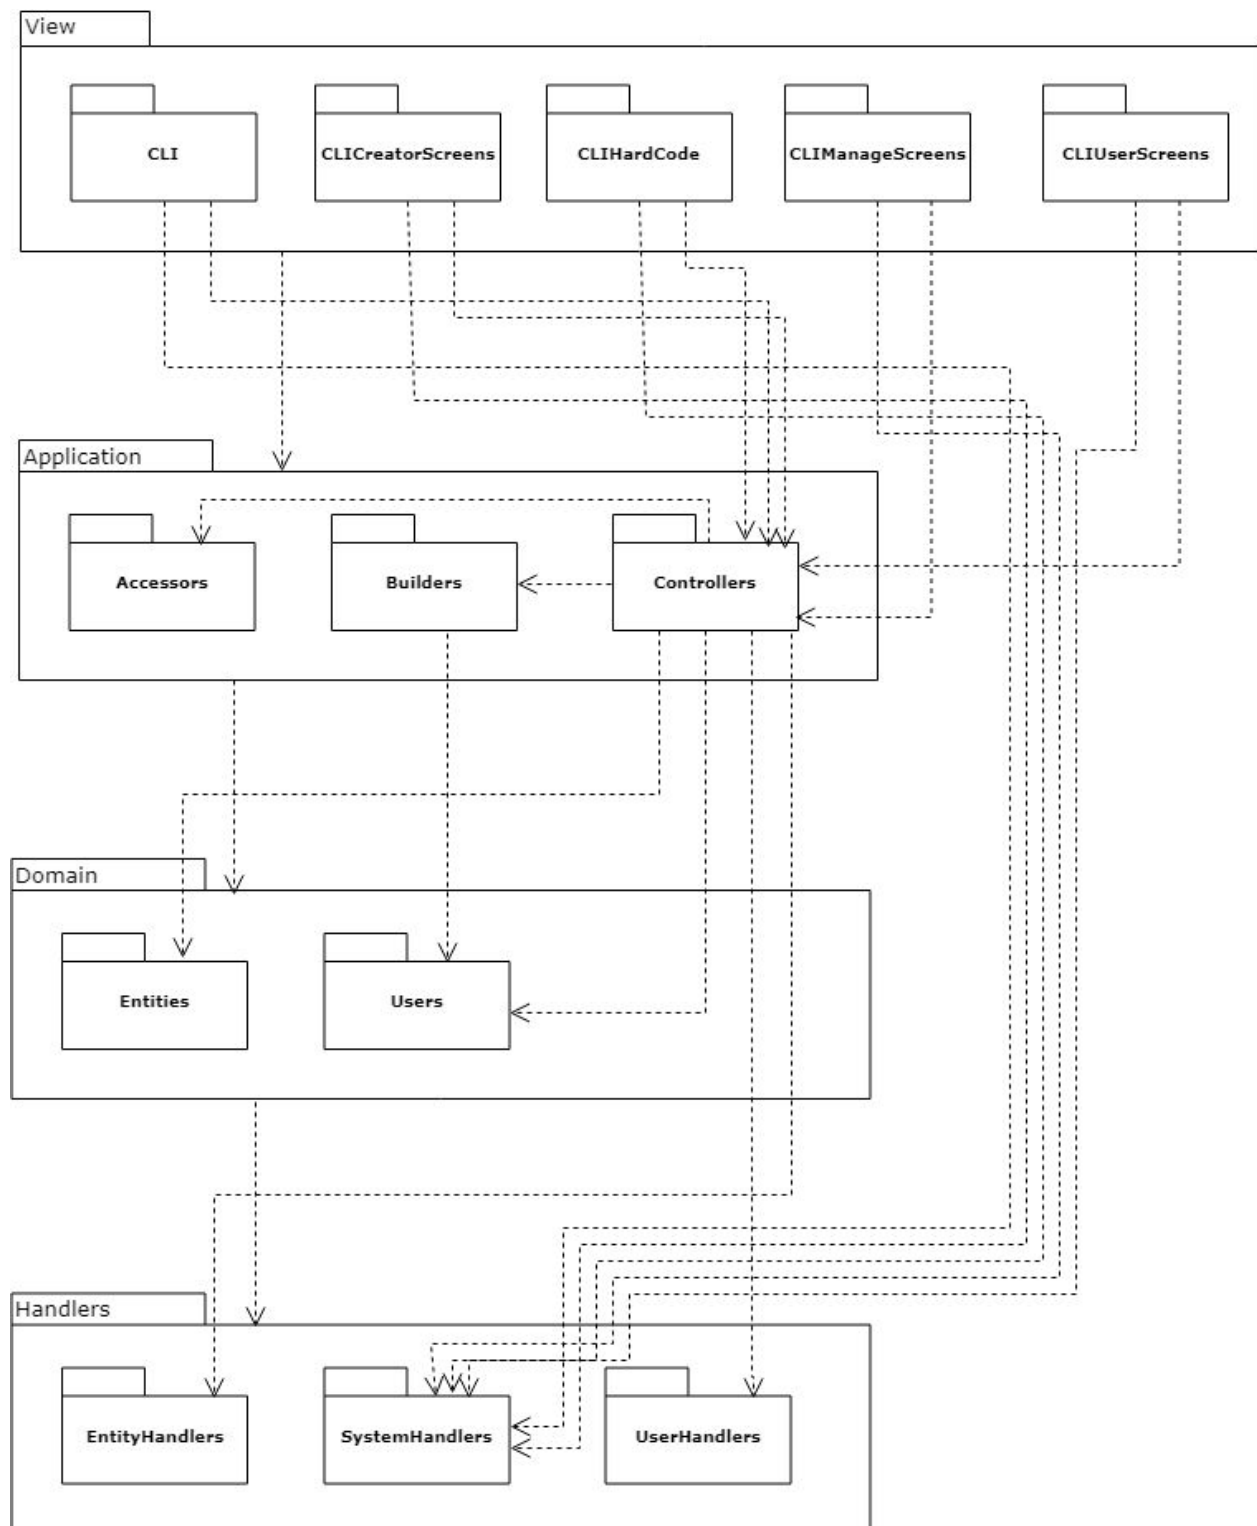 View
CLI
CLICreatorScreens
CLIHardCode
CLIManageScreens
CLIUserScreens
Application
Accessors
Builders
Controllers
Domain
Entities
Users
Handlers
EntityHandlers
SystemHandlers
UserHandlers